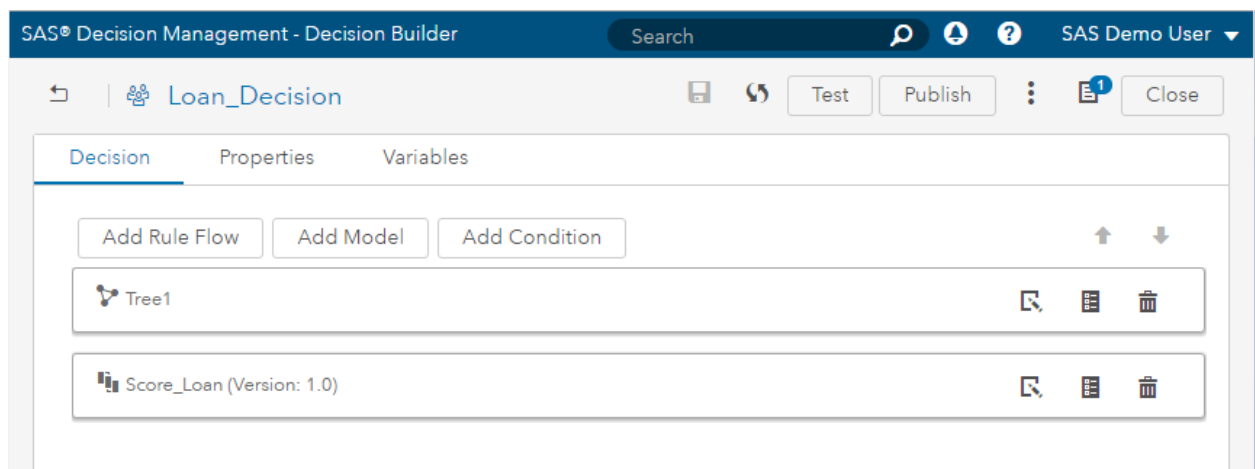 SAS® Decision Management - Decision Builder Search SAS Demo User
Loan_Decision Test Publish 1 Close
Decision Properties Variables
Add Rule Flow Add Model Add Condition
Tree1
Score_Loan (Version: 1.0)